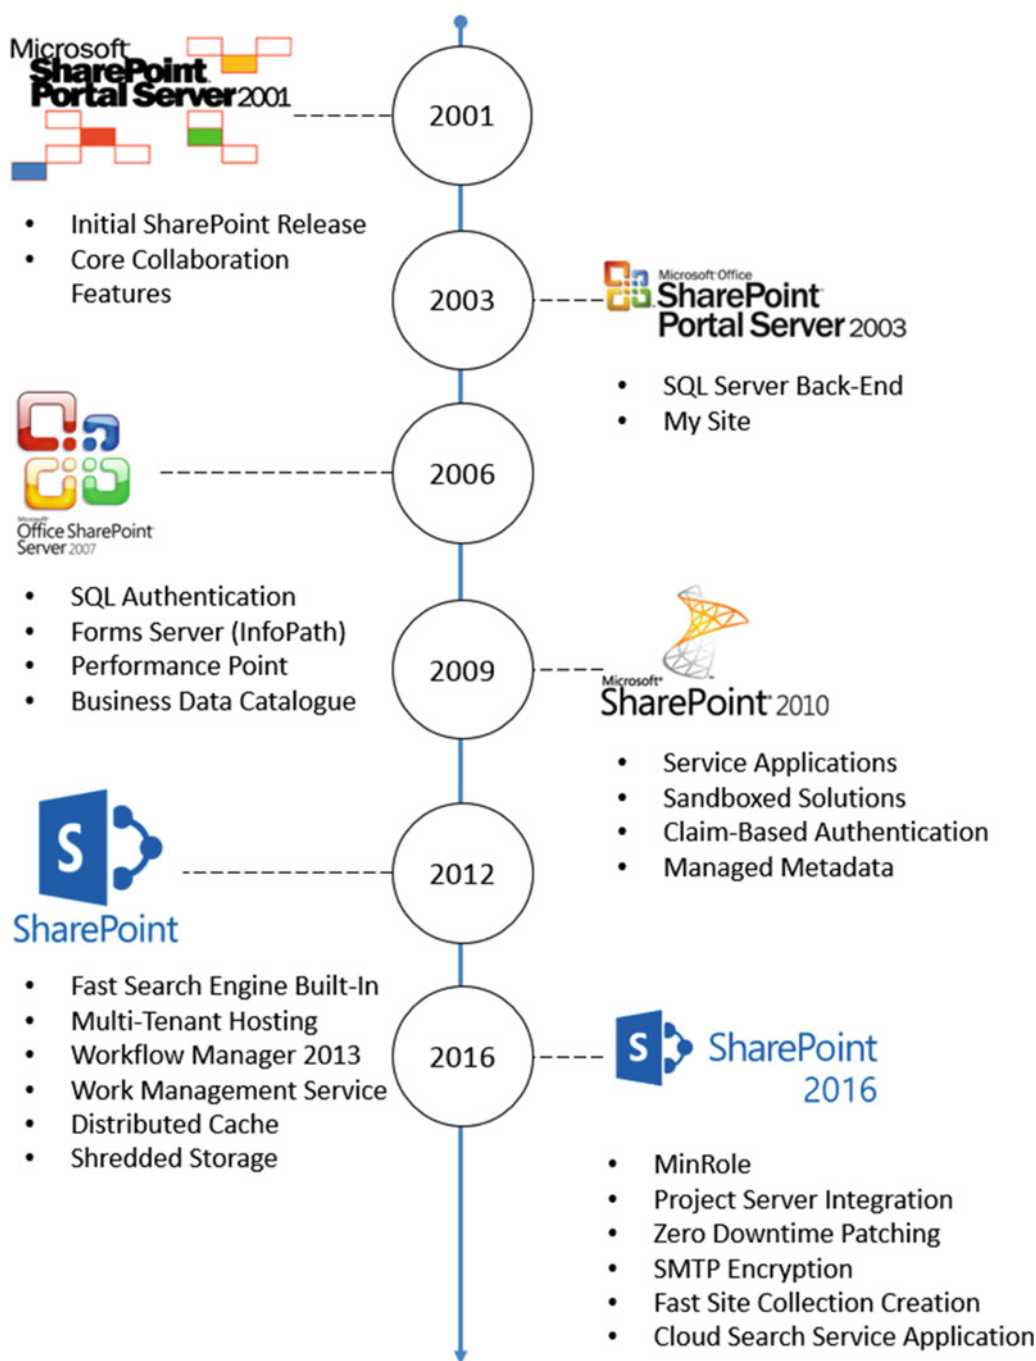 Microsoft
SharePoint
Portal Server 2001
2001
• Initial SharePoint Release
• Core Collaboration
Features
2003
Microsoft Office
SharePoint
Portal Server 2003
• SQL Server Back-End
• My Site
2006
Microsoft
Office SharePoint
Server 2007
• SQL Authentication
• Forms Server (InfoPath)
• Performance Point
• Business Data Catalogue
2009
Microsoft®
SharePoint® 2010
• Service Applications
• Sandboxed Solutions
• Claim-Based Authentication
• Managed Metadata
S
SharePoint
2012
• Fast Search Engine Built-In
• Multi-Tenant Hosting
• Workflow Manager 2013
• Work Management Service
• Distributed Cache
• Shredded Storage
2016
S
SharePoint
2016
• MinRole
• Project Server Integration
• Zero Downtime Patching
• SMTP Encryption
• Fast Site Collection Creation
• Cloud Search Service Application